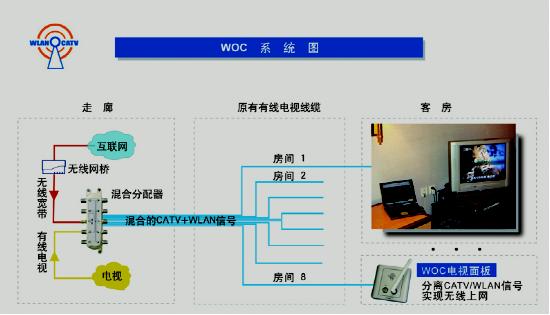 WLAN CATV
WOC 系统图
走廊
原有有线电视线缆
客房
互联网
无线网桥
无线宽带
混合分配器
有线电视
电视
混合的CATV+WLAN信号
房间 1
房间 2
房间 8
WOC电视面板
分离CATV/WLAN信号
实现无线上网